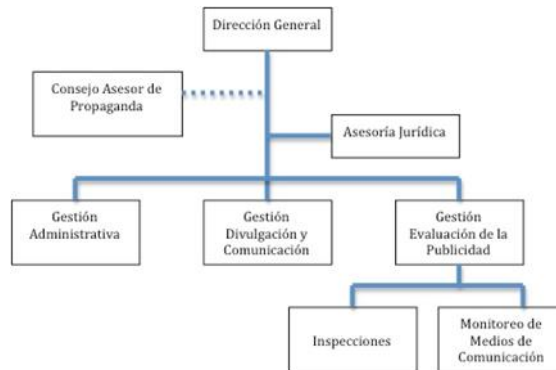 Dirección General
Consejo Asesor de
Propaganda
Asesoría Jurídica
Gestión
Administrativa
Gestión
Divulgación y
Comunicación
Gestión
Evaluación de la
Publicidad
Inspecciones
Monitoreo de
Medios de
Comunicación